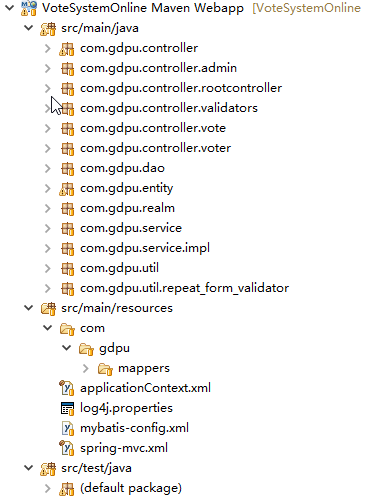 VoteSystemOnline Maven Webapp [VoteSystemOnline]
src/main/java
com.gdpu.controller
com.gdpu.controller.admin
com.gdpu.controller.rootcontroller
com.gdpu.controller.validators
com.gdpu.controller.vote
com.gdpu.controller.voter
com.gdpu.dao
com.gdpu.entity
com.gdpu.realm
com.gdpu.service
com.gdpu.service.impl
com.gdpu.util
com.gdpu.util.repeat_form_validator
src/main/resources
com
gdpu
mappers
applicationContext.xml
log4j.properties
mybatis-config.xml
spring-mvc.xml
src/test/java
(default package)